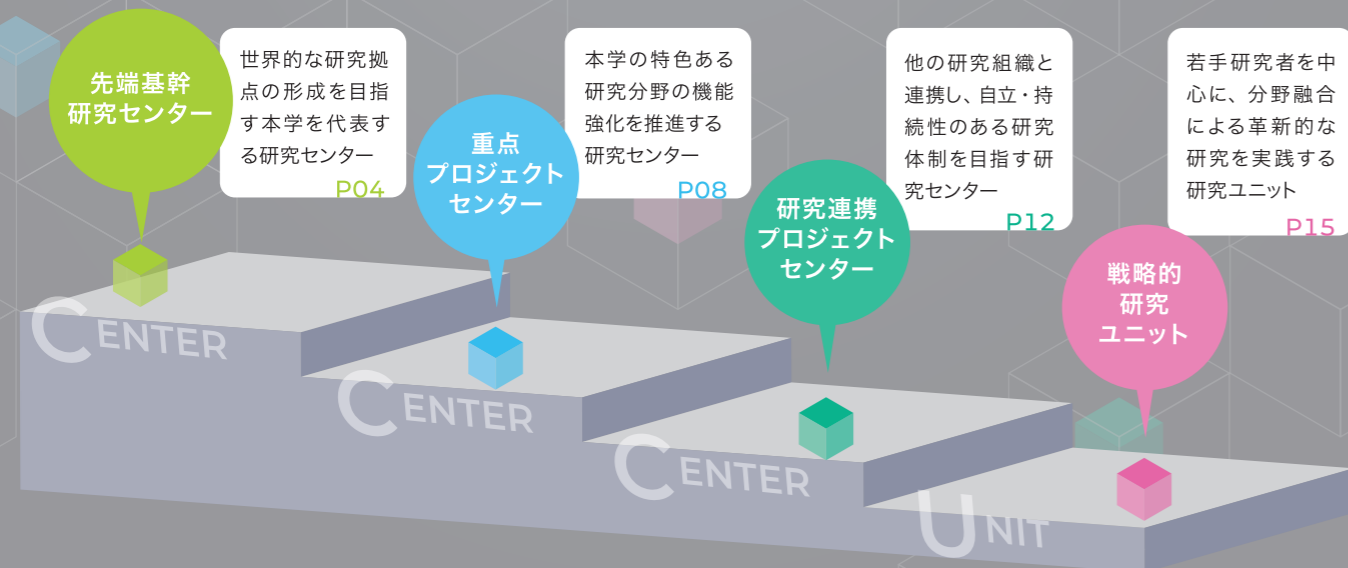 先端基幹
研究センター
世界的な研究拠
点の形成を目指
す本学を代表す
る研究センター
P04
重点
プロジェクト
センター
本学の特色ある
研究分野の機能
強化を推進する
研究センター
P08
研究連携
プロジェクト
センター
他の研究組織と
連携し、自立・持
続性のある研究
体制を目指す研
究センター
P12
戦略的
研究
ユニット
若手研究者を中
心に、分野融合
による革新的な
研究を実践する
研究ユニット
P15
CENTER
CENTER
CENTER
UNIT